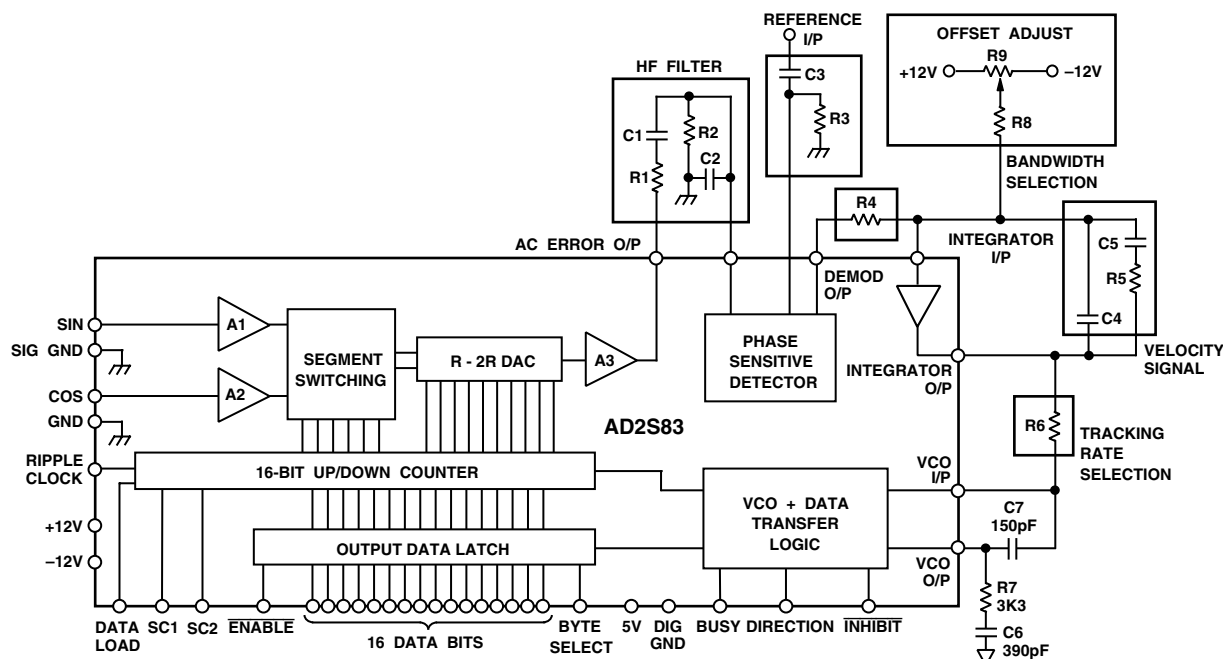 REFERENCE
I/P
OFFSET ADJUST
R9
+12V
–12V
R8
HF FILTER
C3
R3
C1
R2
C2
R1
BANDWIDTH
SELECTION
R4
AC ERROR O/P
DEMOD
O/P
INTEGRATOR
I/P
C5
R5
C4
SIN
SIG GND
COS
GND
A1
A2
SEGMENT
SWITCHING
R - 2R DAC
A3
PHASE
SENSITIVE
DETECTOR
INTEGRATOR
O/P
VELOCITY
SIGNAL
AD2S83
R6
TRACKING
RATE
SELECTION
RIPPLE
CLOCK
16-BIT UP/DOWN COUNTER
VCO
I/P
+12V
–12V
OUTPUT DATA LATCH
VCO + DATA
TRANSFER
LOGIC
C7
150pF
VCO
O/P
R7
3K3
C6
390pF
DATA
LOAD
SC1
SC2
ENABLE
16 DATA BITS
BYTE
SELECT
5V
DIG
GND
BUSY
DIRECTION
INHIBIT